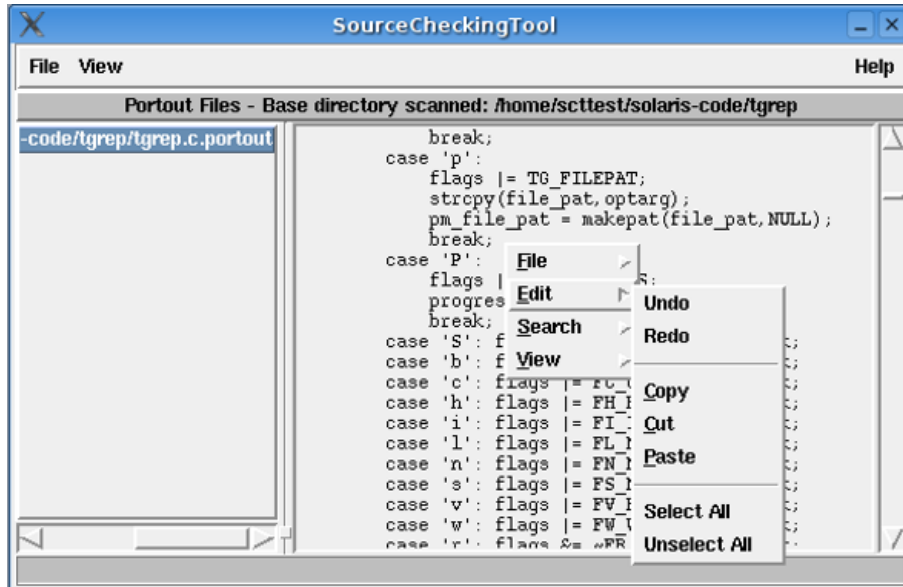 SourceCheckingTool
File View Help
Portout Files - Base directory scanned: /home/scttest/solaris-code/tgrep
-code/tgrep/tgrep.c.portout
break;
case 'p':
flags |= TG_FILEPAT;
strcpy(file_pat,optarg);
pm_file_pat = makepat(file_pat,NULL);
break;
case 'P':
flags | S;
progres
break;
case 'S': f k;
case 'b': f
case 'c': flags |= FC_ k;
case 'h': flags |= FH_ k;
case 'i': flags |= FI_ k;
case 'l': flags |= FL_ k;
case 'n': flags |= FN_ k;
case 's': flags |= FS_ k;
case 'v': flags |= FV_ k;
case 'w': flags |= FW_ k;
case 'r': flags &= ~FR
File
Edit
Search
View
Undo
Redo
Copy
Cut
Paste
Select All
Unselect All